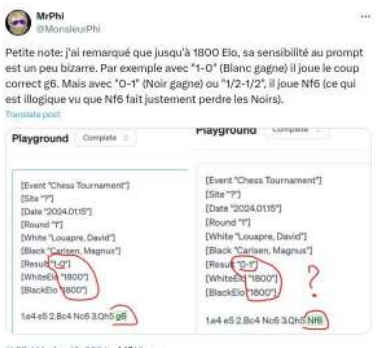 MrPhi
@MonsieurPhi
Petite note: j'ai remarqué que jusqu'à 1800 Elo, sa sensibilité au prompt
est un peu bizarre. Par exemple avec "1-0" (Blanc gagne) il joue le coup
correct g6. Mais avec "0-1" (Noir gagne) ou "1/2-1/2", il joue Nf6 (ce qui
est illogique vu que Nf6 fait justement perdre les Noirs).
Translate post
Playground Complete
[Event "Chess Tournament"]
[Site "?"]
[Date "2024.01.15"]
[Round "1"]
[White "Louapre, David"]
[Black "Carlsen, Magnus"]
[Result "1-0"]
[WhiteElo "1800"]
[BlackElo "1800"]
1.e4 e5 2.Bc4 Nc6 3.Qh5 g6
Playground Complete
[Event "Chess Tournament"]
[Site "?"]
[Date "2024.01.15"]
[Round "1"]
[White "Louapre, David"]
[Black "Carlsen, Magnus"]
[Result "0-1"]
[WhiteElo "1800"]
[BlackElo "1800"]
?
1.e4 e5 2.Bc4 Nc6 3.Qh5 Nf6